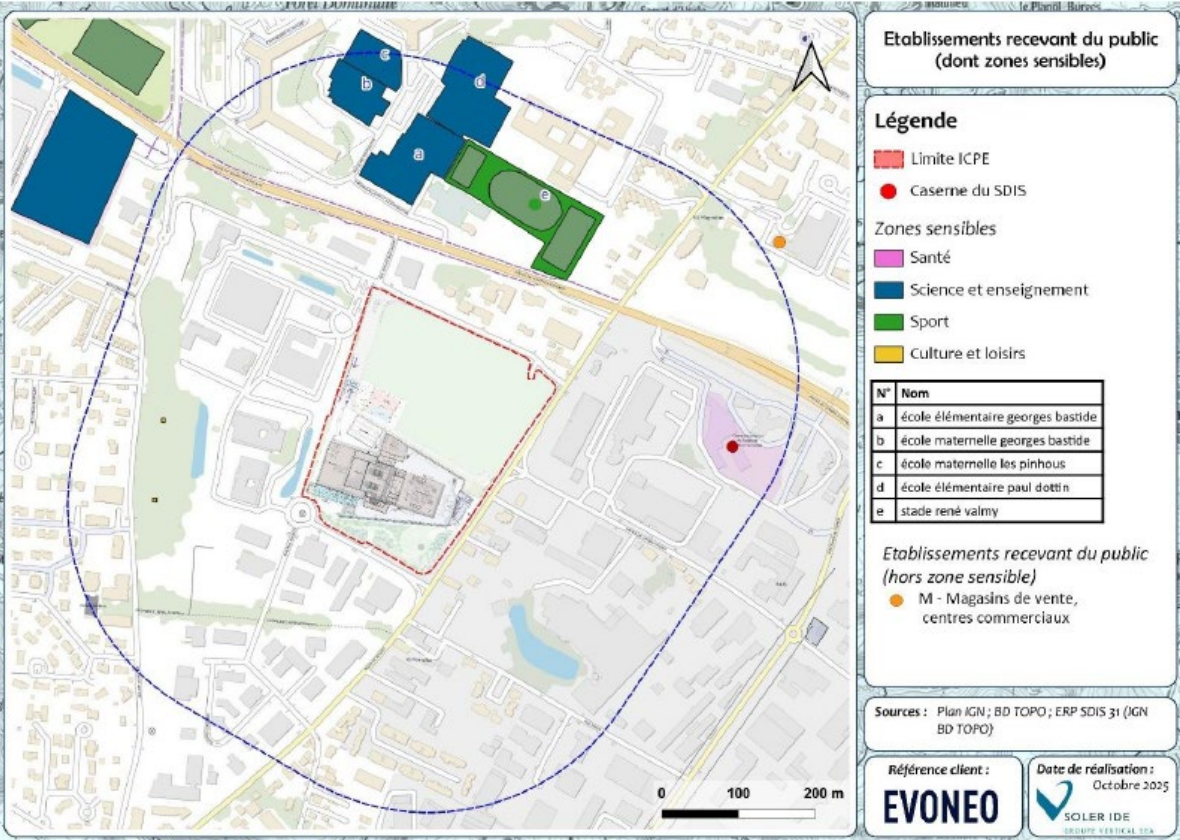 Etablissements recevant du public
(dont zones sensibles)
Légende
Limite ICPE
Caserne du SDIS
Zones sensibles
Santé
Science et enseignement
Sport
Culture et loisirs
N° Nom
a école élémentaire georges bastide
b école maternelle georges bastide
c école maternelle les pinhous
d école élémentaire paul dottin
e stade rené valmy
Etablissements recevant du public
(hors zone sensible)
M - Magasins de vente,
centres commerciaux
Sources : Plan IGN ; BD TOPO ; ERP SDIS 31 (IGN
BD TOPO)
Référence client :
EVONEO
Date de réalisation :
Octobre 2025
SOLER IDE
GROUPE VERTIKAL SEA
c
b
d
a
e
0 100 200 m